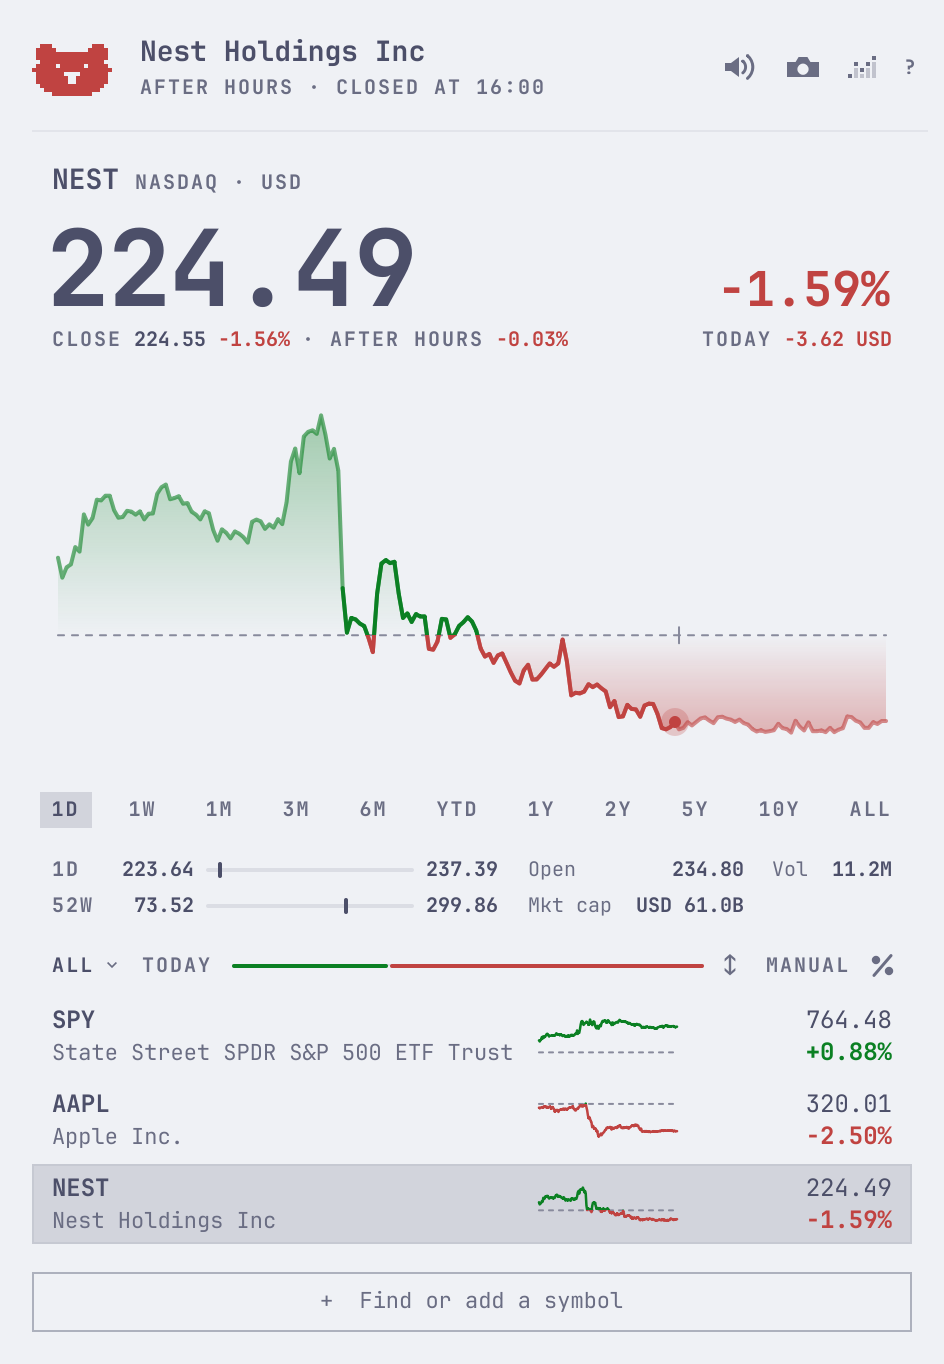 Nest Holdings Inc
AFTER HOURS · CLOSED AT 16:00
?
NEST NASDAQ · USD
224.49
-1.59%
CLOSE 224.55 -1.56% · AFTER HOURS -0.03%
TODAY -3.62 USD
1D 1W 1M 3M 6M YTD 1Y 2Y 5Y 10Y ALL
1D 223.64 237.39 Open 234.80 Vol 11.2M
52W 73.52 299.86 Mkt cap USD 61.0B
ALL TODAY MANUAL %
SPY 764.48
State Street SPDR S&P 500 ETF Trust +0.88%
AAPL 320.01
Apple Inc. -2.50%
NEST 224.49
Nest Holdings Inc -1.59%
+ Find or add a symbol